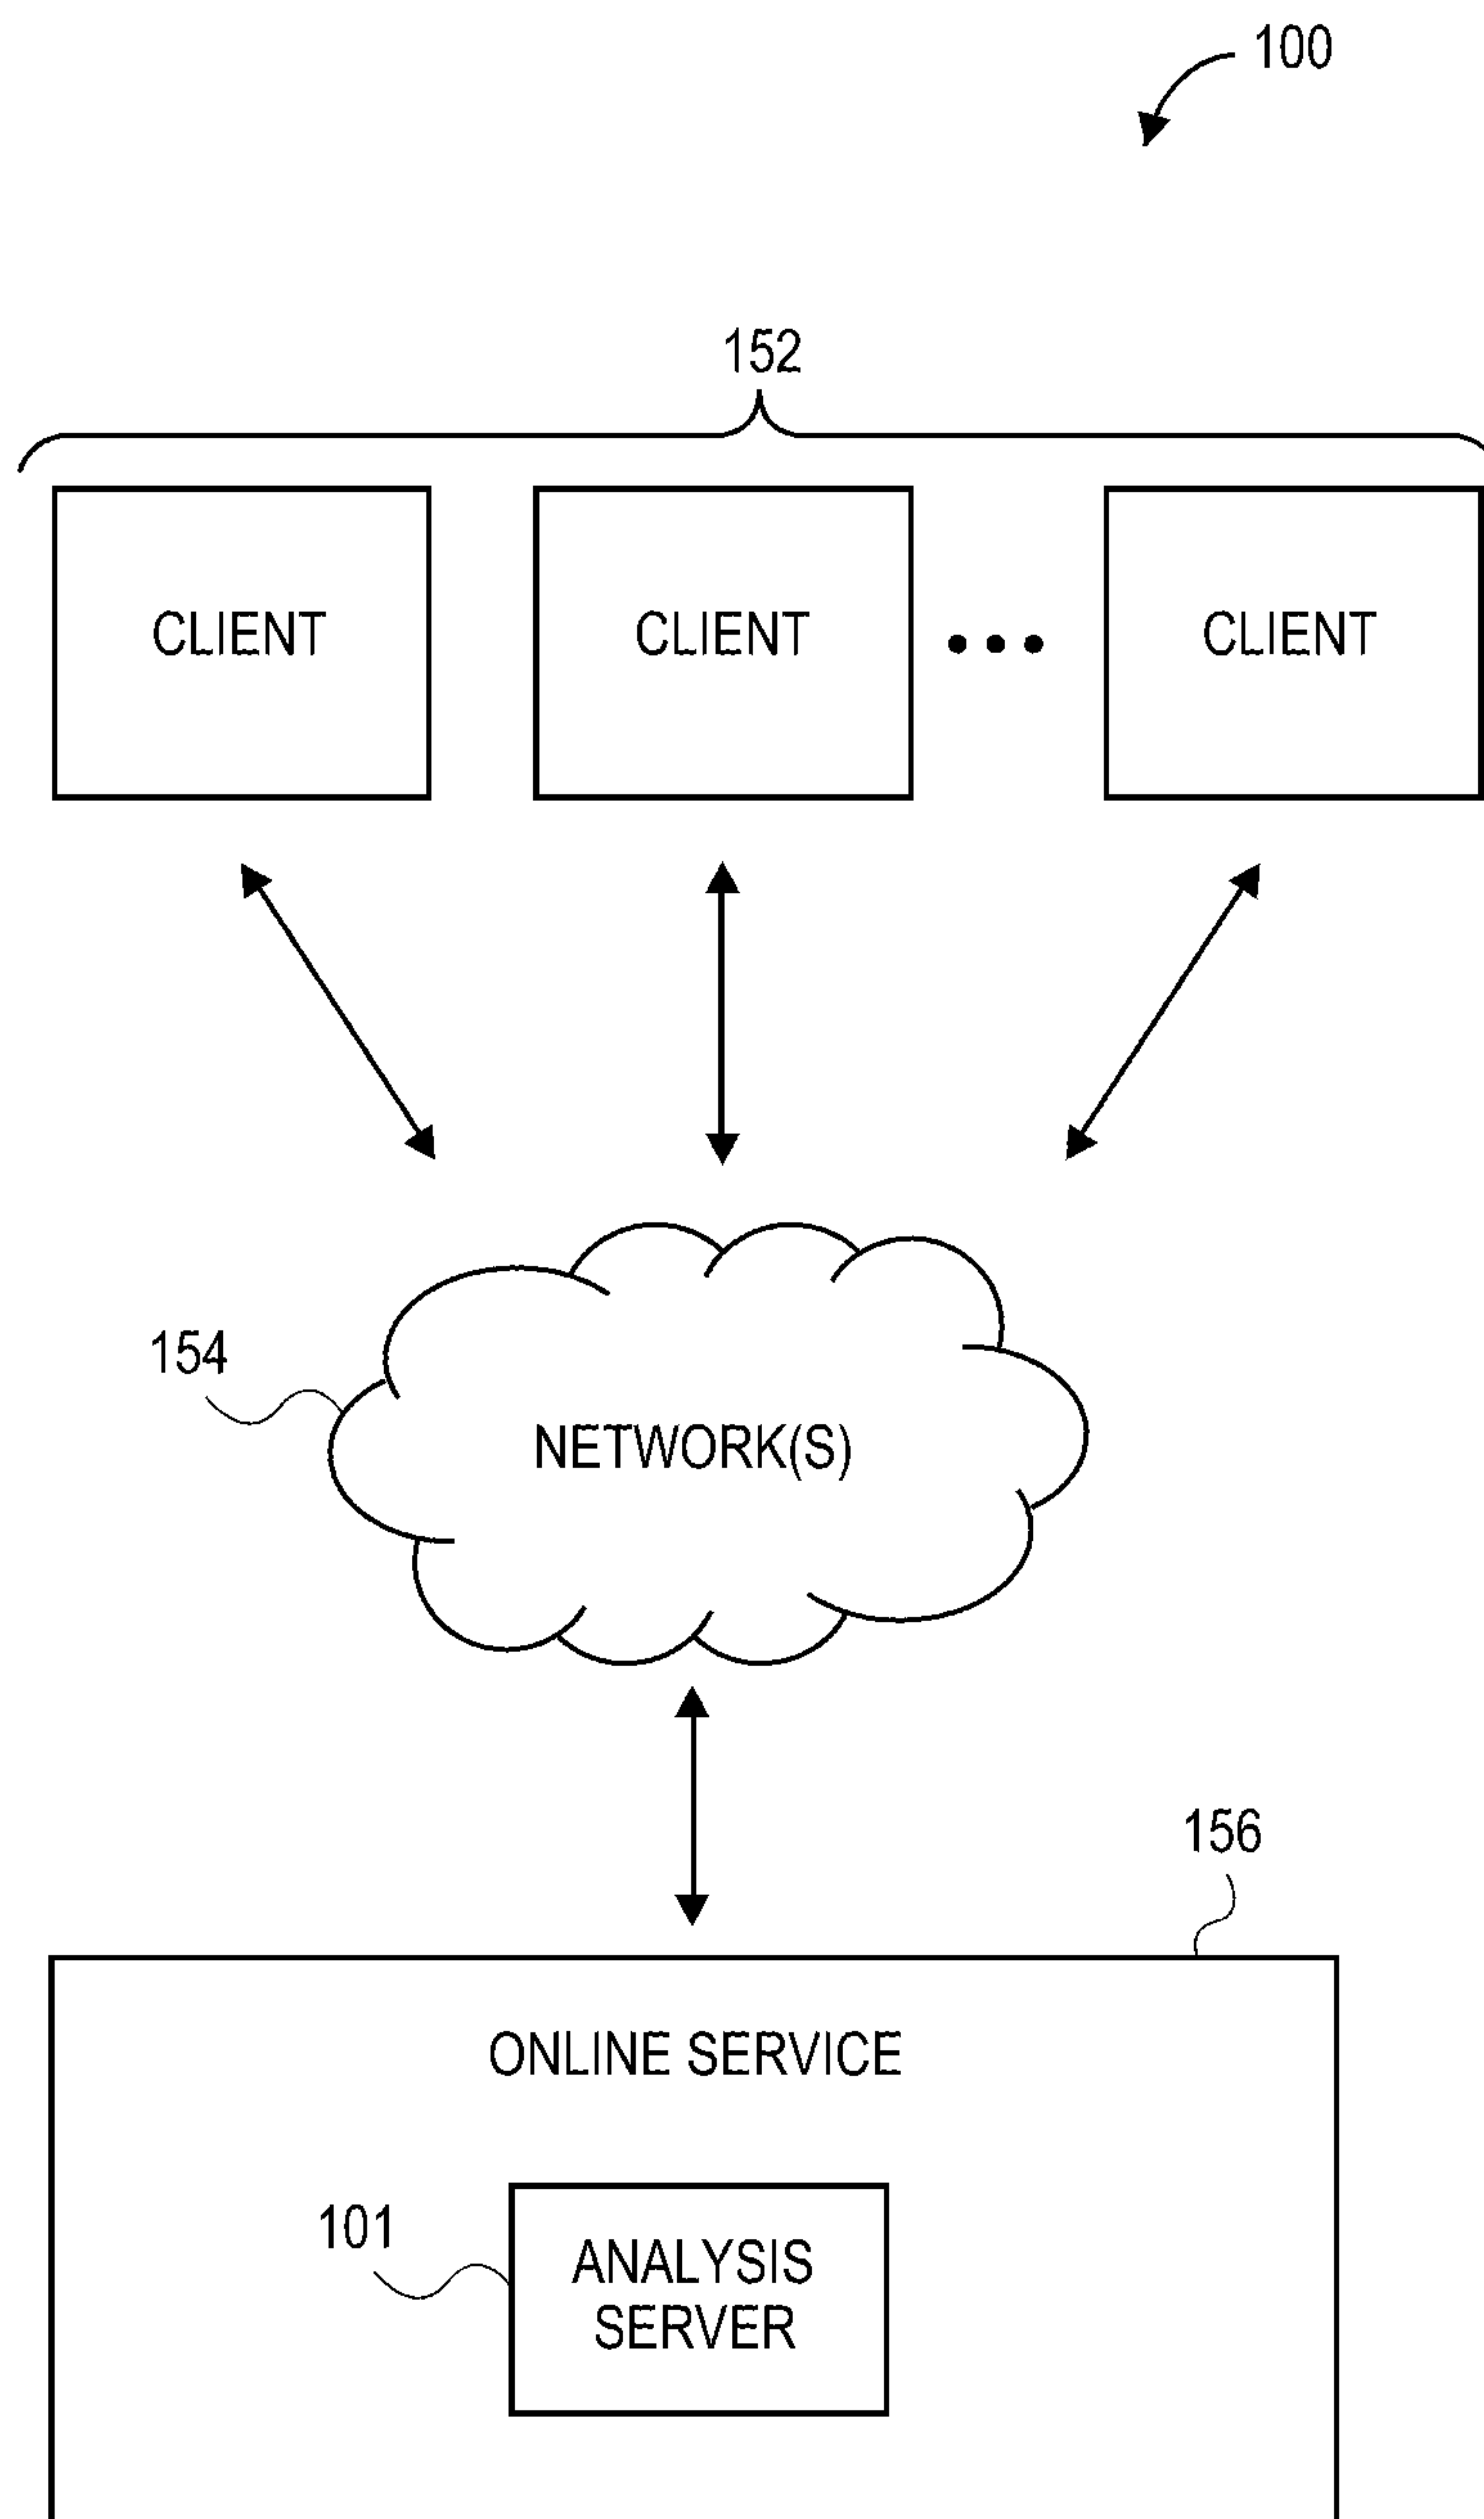 100
152
CLIENT
CLIENT
CLIENT
154
NETWORK(S)
156
ONLINE SERVICE
101
ANALYSIS
SERVER